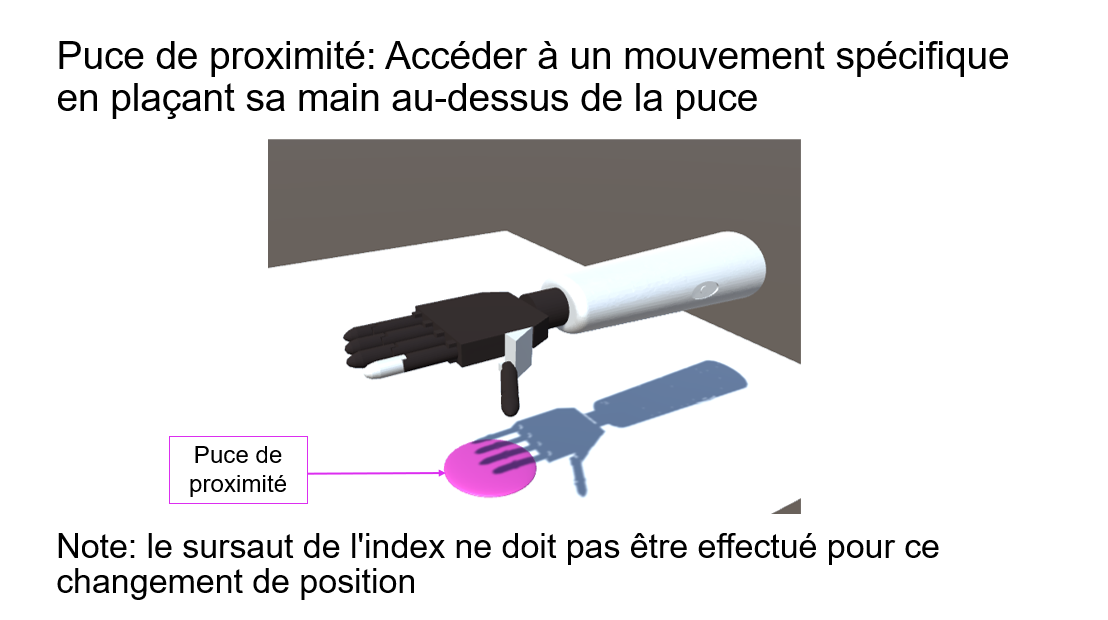 Puce de proximité: Accéder à un mouvement spécifique
en plaçant sa main au-dessus de la puce
Puce de
proximité
Note: le sursaut de l'index ne doit pas être effectué pour ce
changement de position